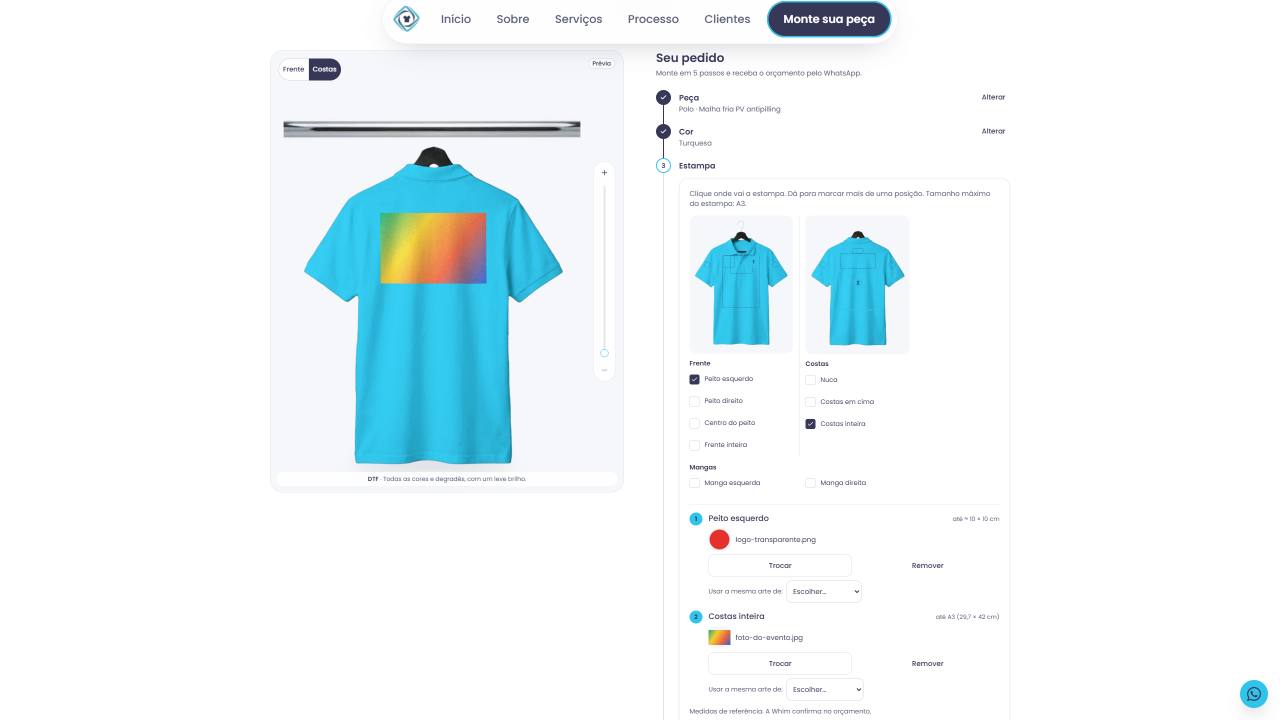 Início
Sobre
Serviços
Processo
Clientes
Monte sua peça
Frente
Costas
Prévia
DTF · Todas as cores e degradês, com um leve brilho.
Seu pedido
Monte em 5 passos e receba o orçamento pelo WhatsApp.
Peça
Alterar
Polo · Malha fria PV antipilling
Cor
Alterar
Turquesa
3
Estampa
Clique onde vai a estampa. Dá para marcar mais de uma posição. Tamanho máximo
da estampa: A3.
Frente
Peito esquerdo
Peito direito
Centro do peito
Frente inteira
Costas
Nuca
Costas em cima
Costas inteira
Mangas
Manga esquerda
Manga direita
1
Peito esquerdo
até ≈ 10 × 10 cm
logo-transparente.png
Trocar
Remover
Usar a mesma arte de:
Escolher...
2
Costas inteira
até A3 (29,7 × 42 cm)
foto-do-evento.jpg
Trocar
Remover
Usar a mesma arte de:
Escolher...
Medidas de referência. A Whim confirma no orçamento.